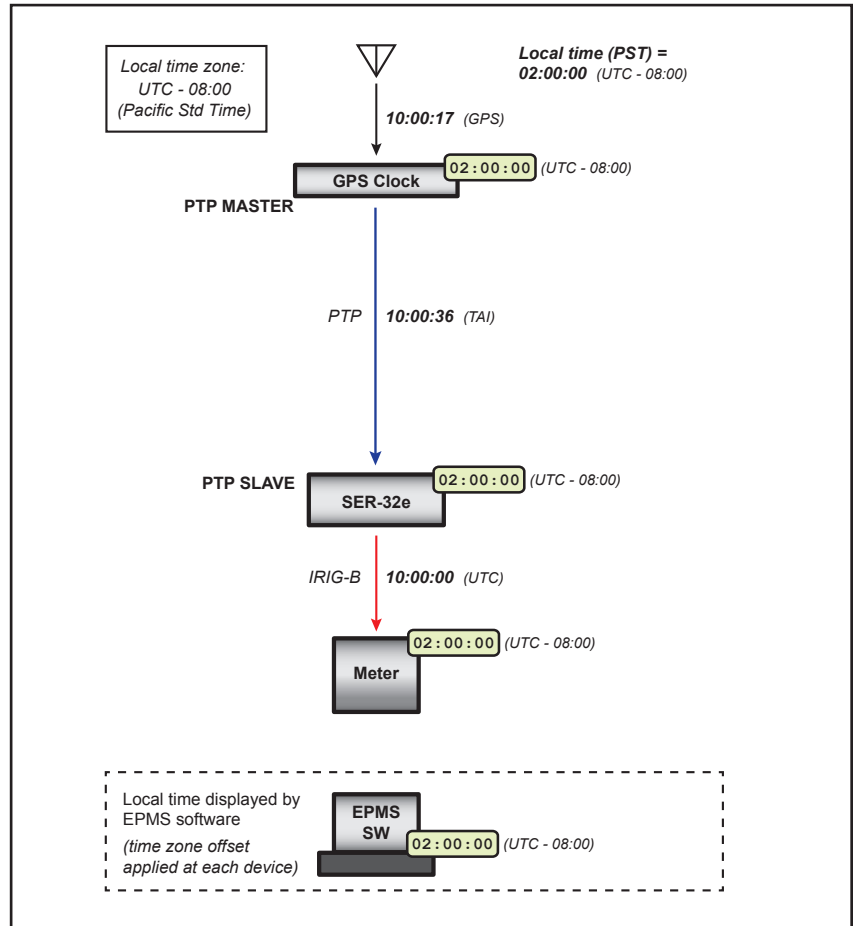 Local time zone:
UTC - 08:00
(Pacific Std Time)
Local time (PST) =
02:00:00 (UTC - 08:00)
10:00:17 (GPS)
GPS Clock
02:00:00 (UTC - 08:00)
PTP MASTER
PTP 10:00:36 (TAI)
PTP SLAVE
SER-32e
02:00:00 (UTC - 08:00)
IRIG-B 10:00:00 (UTC)
Meter
02:00:00 (UTC - 08:00)
Local time displayed by
EPMS software
(time zone offset
applied at each device)
EPMS
SW
02:00:00 (UTC - 08:00)